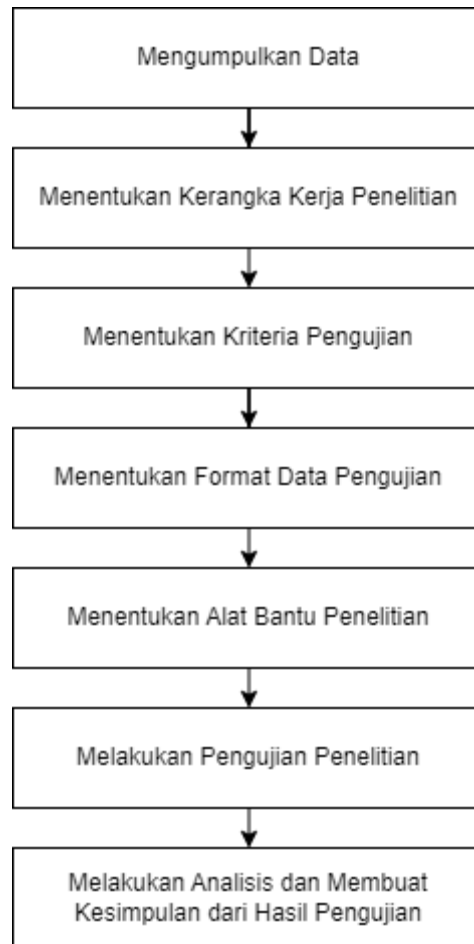 Mengumpulkan Data
Menentukan Kerangka Kerja Penelitian
Menentukan Kriteria Pengujian
Menentukan Format Data Pengujian
Menentukan Alat Bantu Penelitian
Melakukan Pengujian Penelitian
Melakukan Analisis dan Membuat
Kesimpulan dari Hasil Pengujian